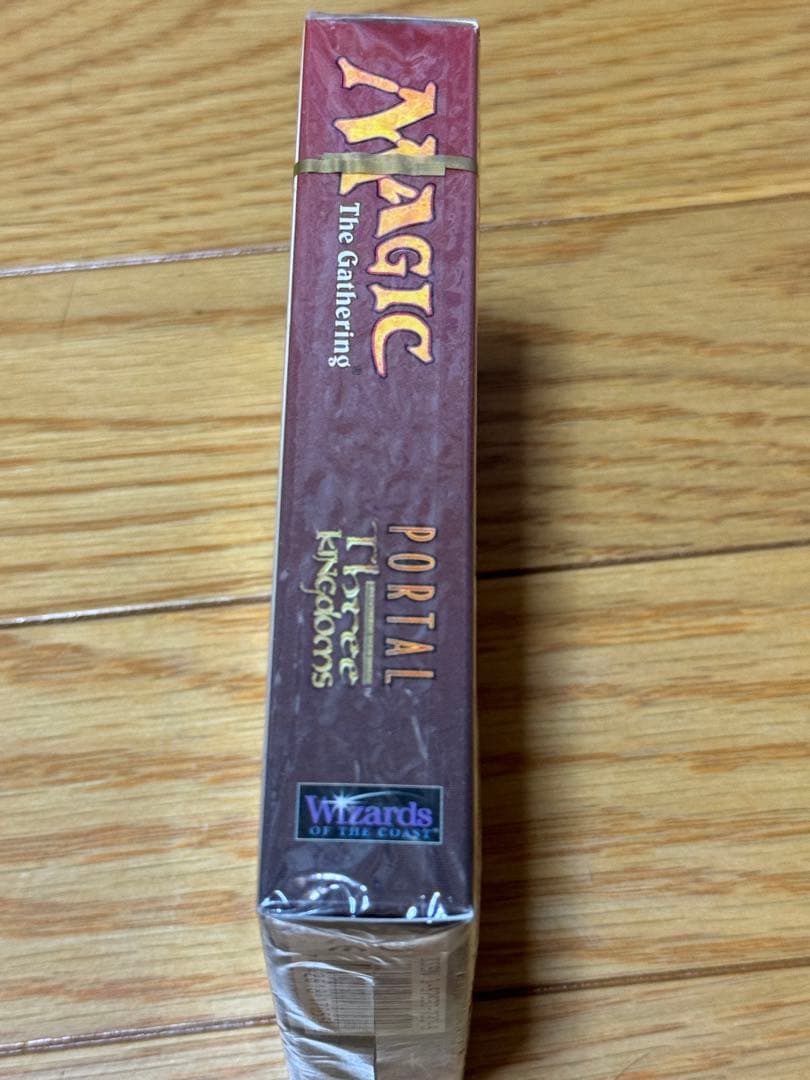 MAGIC
The Gathering®
PORTAL
Three
KINGDOMS
WIZARDS
OF THE COAST®